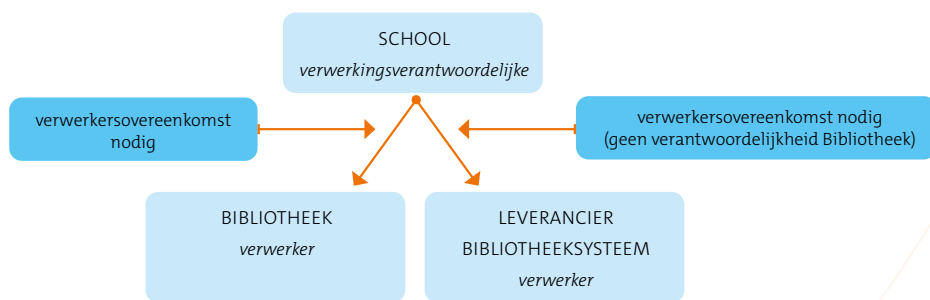 SCHOOL
verwerkingsverantwoordelijke
verwerkersovereenkomst
nodig
verwerkersovereenkomst nodig
(geen verantwoordelijkheid Bibliotheek)
BIBLIOTHEEK
verwerker
LEVERANCIER
BIBLIOTHEEKSYSTEEM
verwerker